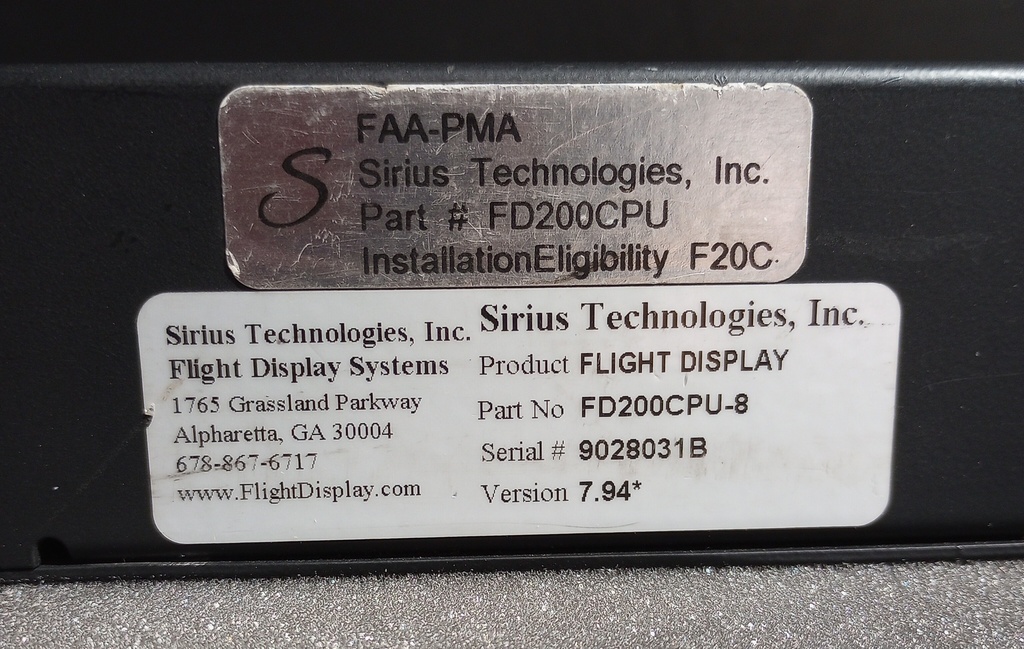 FAA-PMA
S
Sirius Technologies, Inc.
Part # FD200CPU
InstallationEligibility F20C
Sirius Technologies, Inc.
Flight Display Systems
1765 Grassland Parkway
Alpharetta, GA 30004
678-867-6717
www.FlightDisplay.com
Sirius Technologies, Inc.
Product FLIGHT DISPLAY
Part No FD200CPU-8
Serial # 9028031B
Version 7.94*